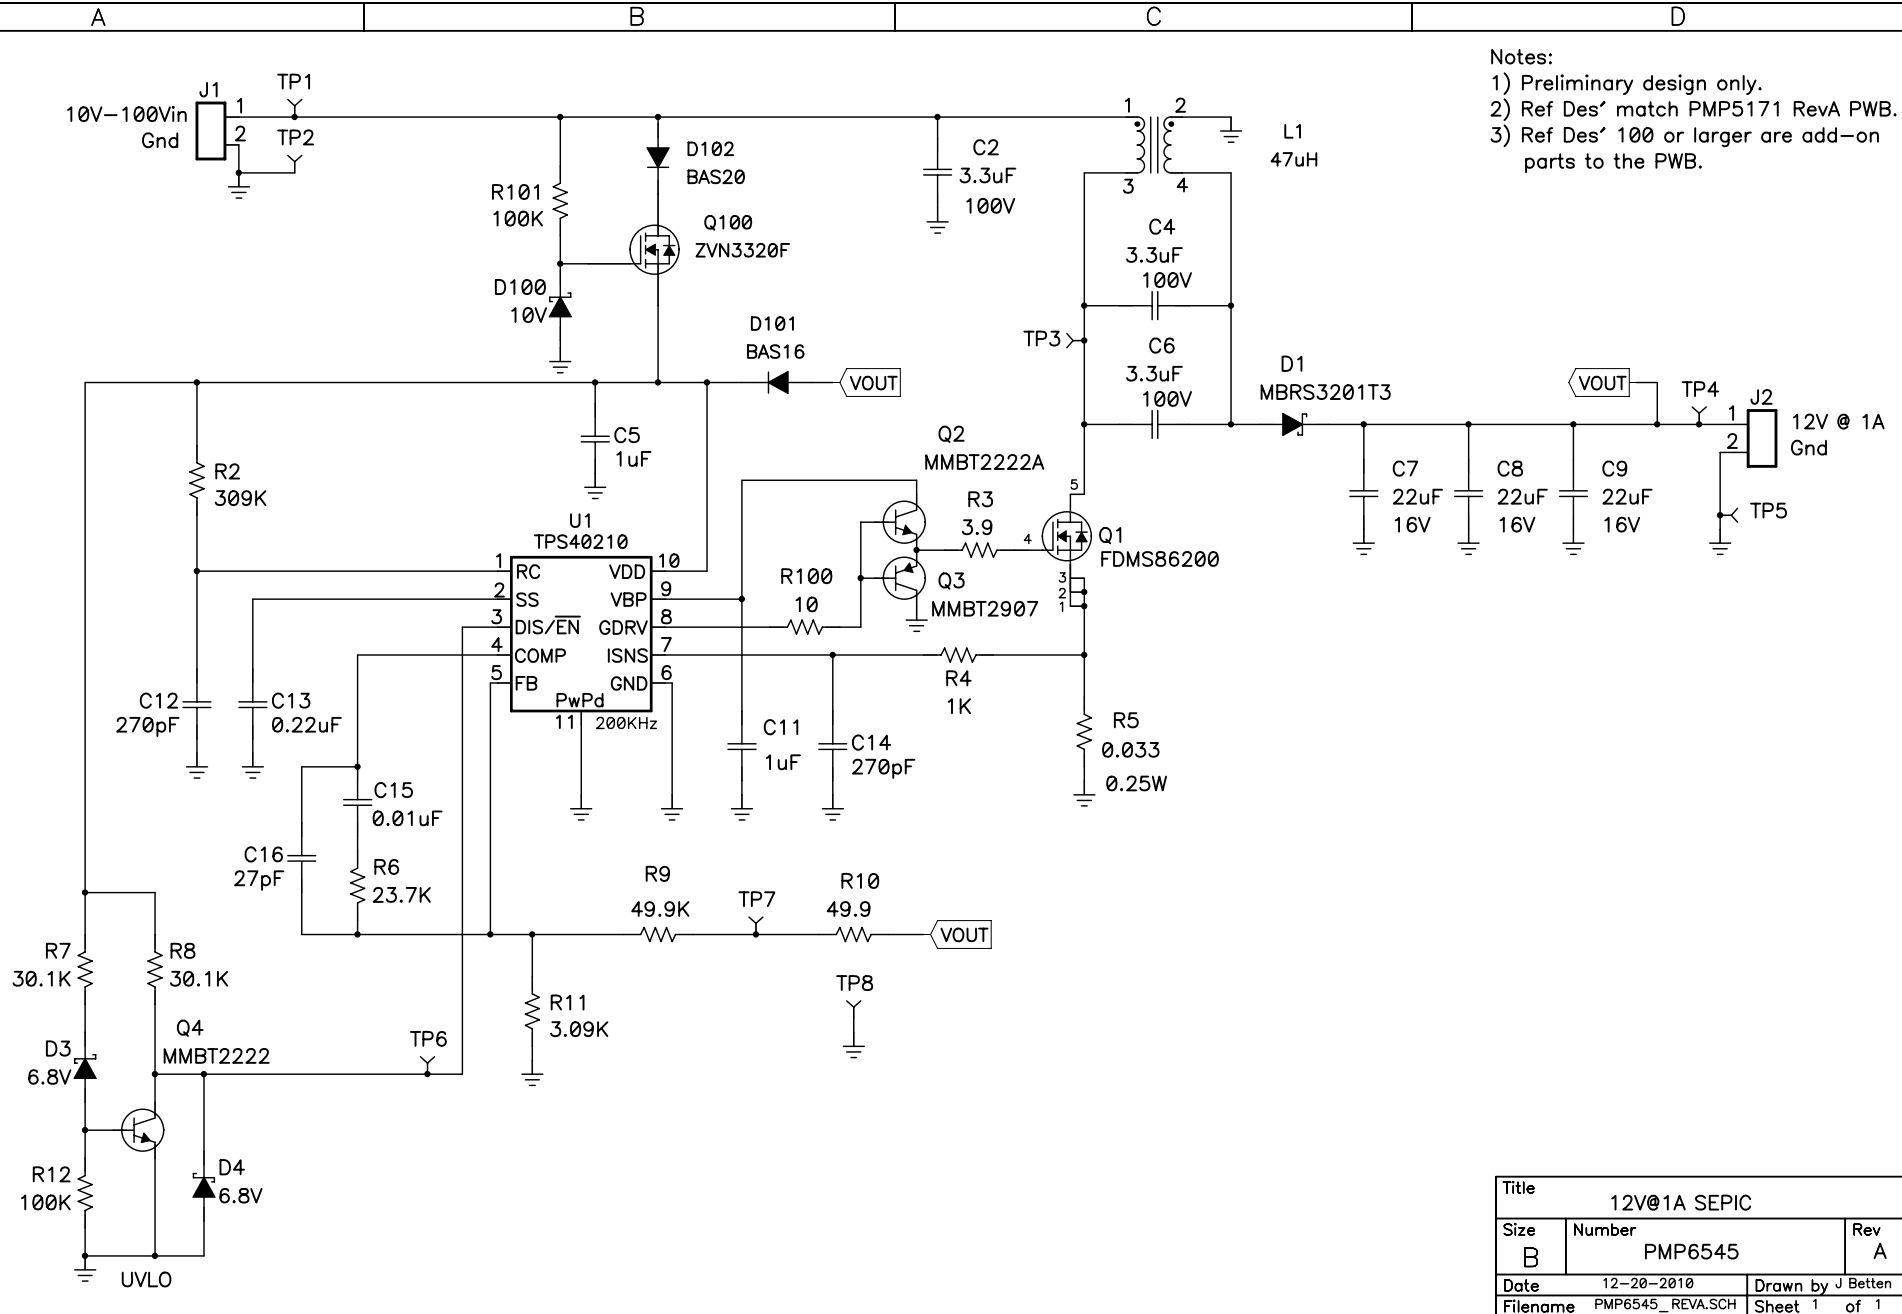 A
B
C
D
Notes:
1) Preliminary design only.
2) Ref Des' match PMP5171 RevA PWB.
3) Ref Des' 100 or larger are add-on
parts to the PWB.
J1
TP1
10V-100Vin
1
Gnd
2
TP2
D102
BAS20
R101
100K
Q100
ZVN3320F
D100
10V
D101
BAS16
VOUT
C2
3.3uF
100V
1
2
3
4
L1
47uH
C4
3.3uF
100V
TP3
C6
3.3uF
100V
D1
MBRS3201T3
VOUT
TP4
J2
1
12V @ 1A
2
Gnd
TP5
C7
22uF
16V
C8
22uF
16V
C9
22uF
16V
R2
309K
C5
1uF
Q2
MMBT2222A
R3
3.9
5
4
Q1
FDMS86200
3
2
1
Q3
MMBT2907
R100
10
U1
TPS40210
1
RC
VDD
10
2
SS
VBP
9
3
DIS/EN
GDRV
8
4
COMP
ISNS
7
5
FB
GND
6
PwPd
11
200KHz
R4
1K
R5
0.033
0.25W
C12
270pF
C13
0.22uF
C11
1uF
C14
270pF
C15
0.01uF
C16
27pF
R6
23.7K
R9
49.9K
TP7
R10
49.9
VOUT
R7
30.1K
R8
30.1K
R11
3.09K
TP8
Q4
MMBT2222
TP6
D3
6.8V
R12
100K
D4
6.8V
UVLO
Title
12V@1A SEPIC
Size
B
Number
PMP6545
Rev
A
Date
12-20-2010
Drawn by J Betten
Filename
PMP6545_REVA.SCH
Sheet 1 of 1